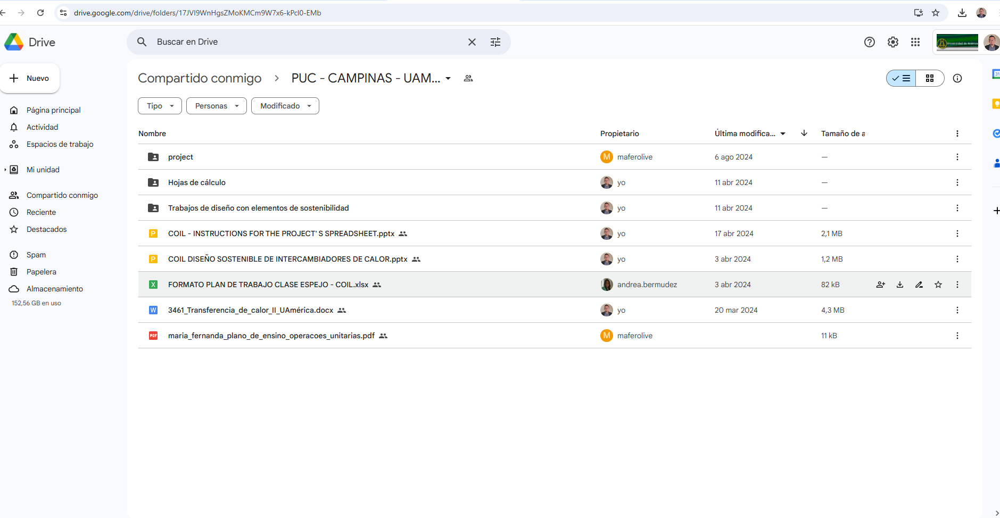 drive.google.com/drive/folders/17JVI9WnHgsZMoKMCm9W7x6-kPcI0-EMb
Drive
Buscar en Drive
Universidad de América
Nuevo
Compartido conmigo > PUC - CAMPINAS - UAM...
Tipo Personas Modificado
Página principal
Actividad
Espacios de trabajo
Mi unidad
Compartido conmigo
Reciente
Destacados
Spam
Papelera
Almacenamiento
152,56 GB en uso
Nombre Propietario Última modifica... Tamaño de a
project M maferolive 6 ago 2024 —
Hojas de cálculo yo 11 abr 2024 —
Trabajos de diseño con elementos de sostenibilidad yo 11 abr 2024 —
P COIL - INSTRUCTIONS FOR THE PROJECT' S SPREADSHEET.pptx yo 17 abr 2024 2,1 MB
P COIL DISEÑO SOSTENIBLE DE INTERCAMBIADORES DE CALOR.pptx yo 3 abr 2024 1,2 MB
X FORMATO PLAN DE TRABAJO CLASE ESPEJO - COIL.xlsx andrea.bermudez 3 abr 2024 82 kB
W 3461_Transferencia_de_calor_II_UAmérica.docx yo 20 mar 2024 4,3 MB
PDF maria_fernanda_plano_de_ensino_operacoes_unitarias.pdf M maferolive 11 kB
31